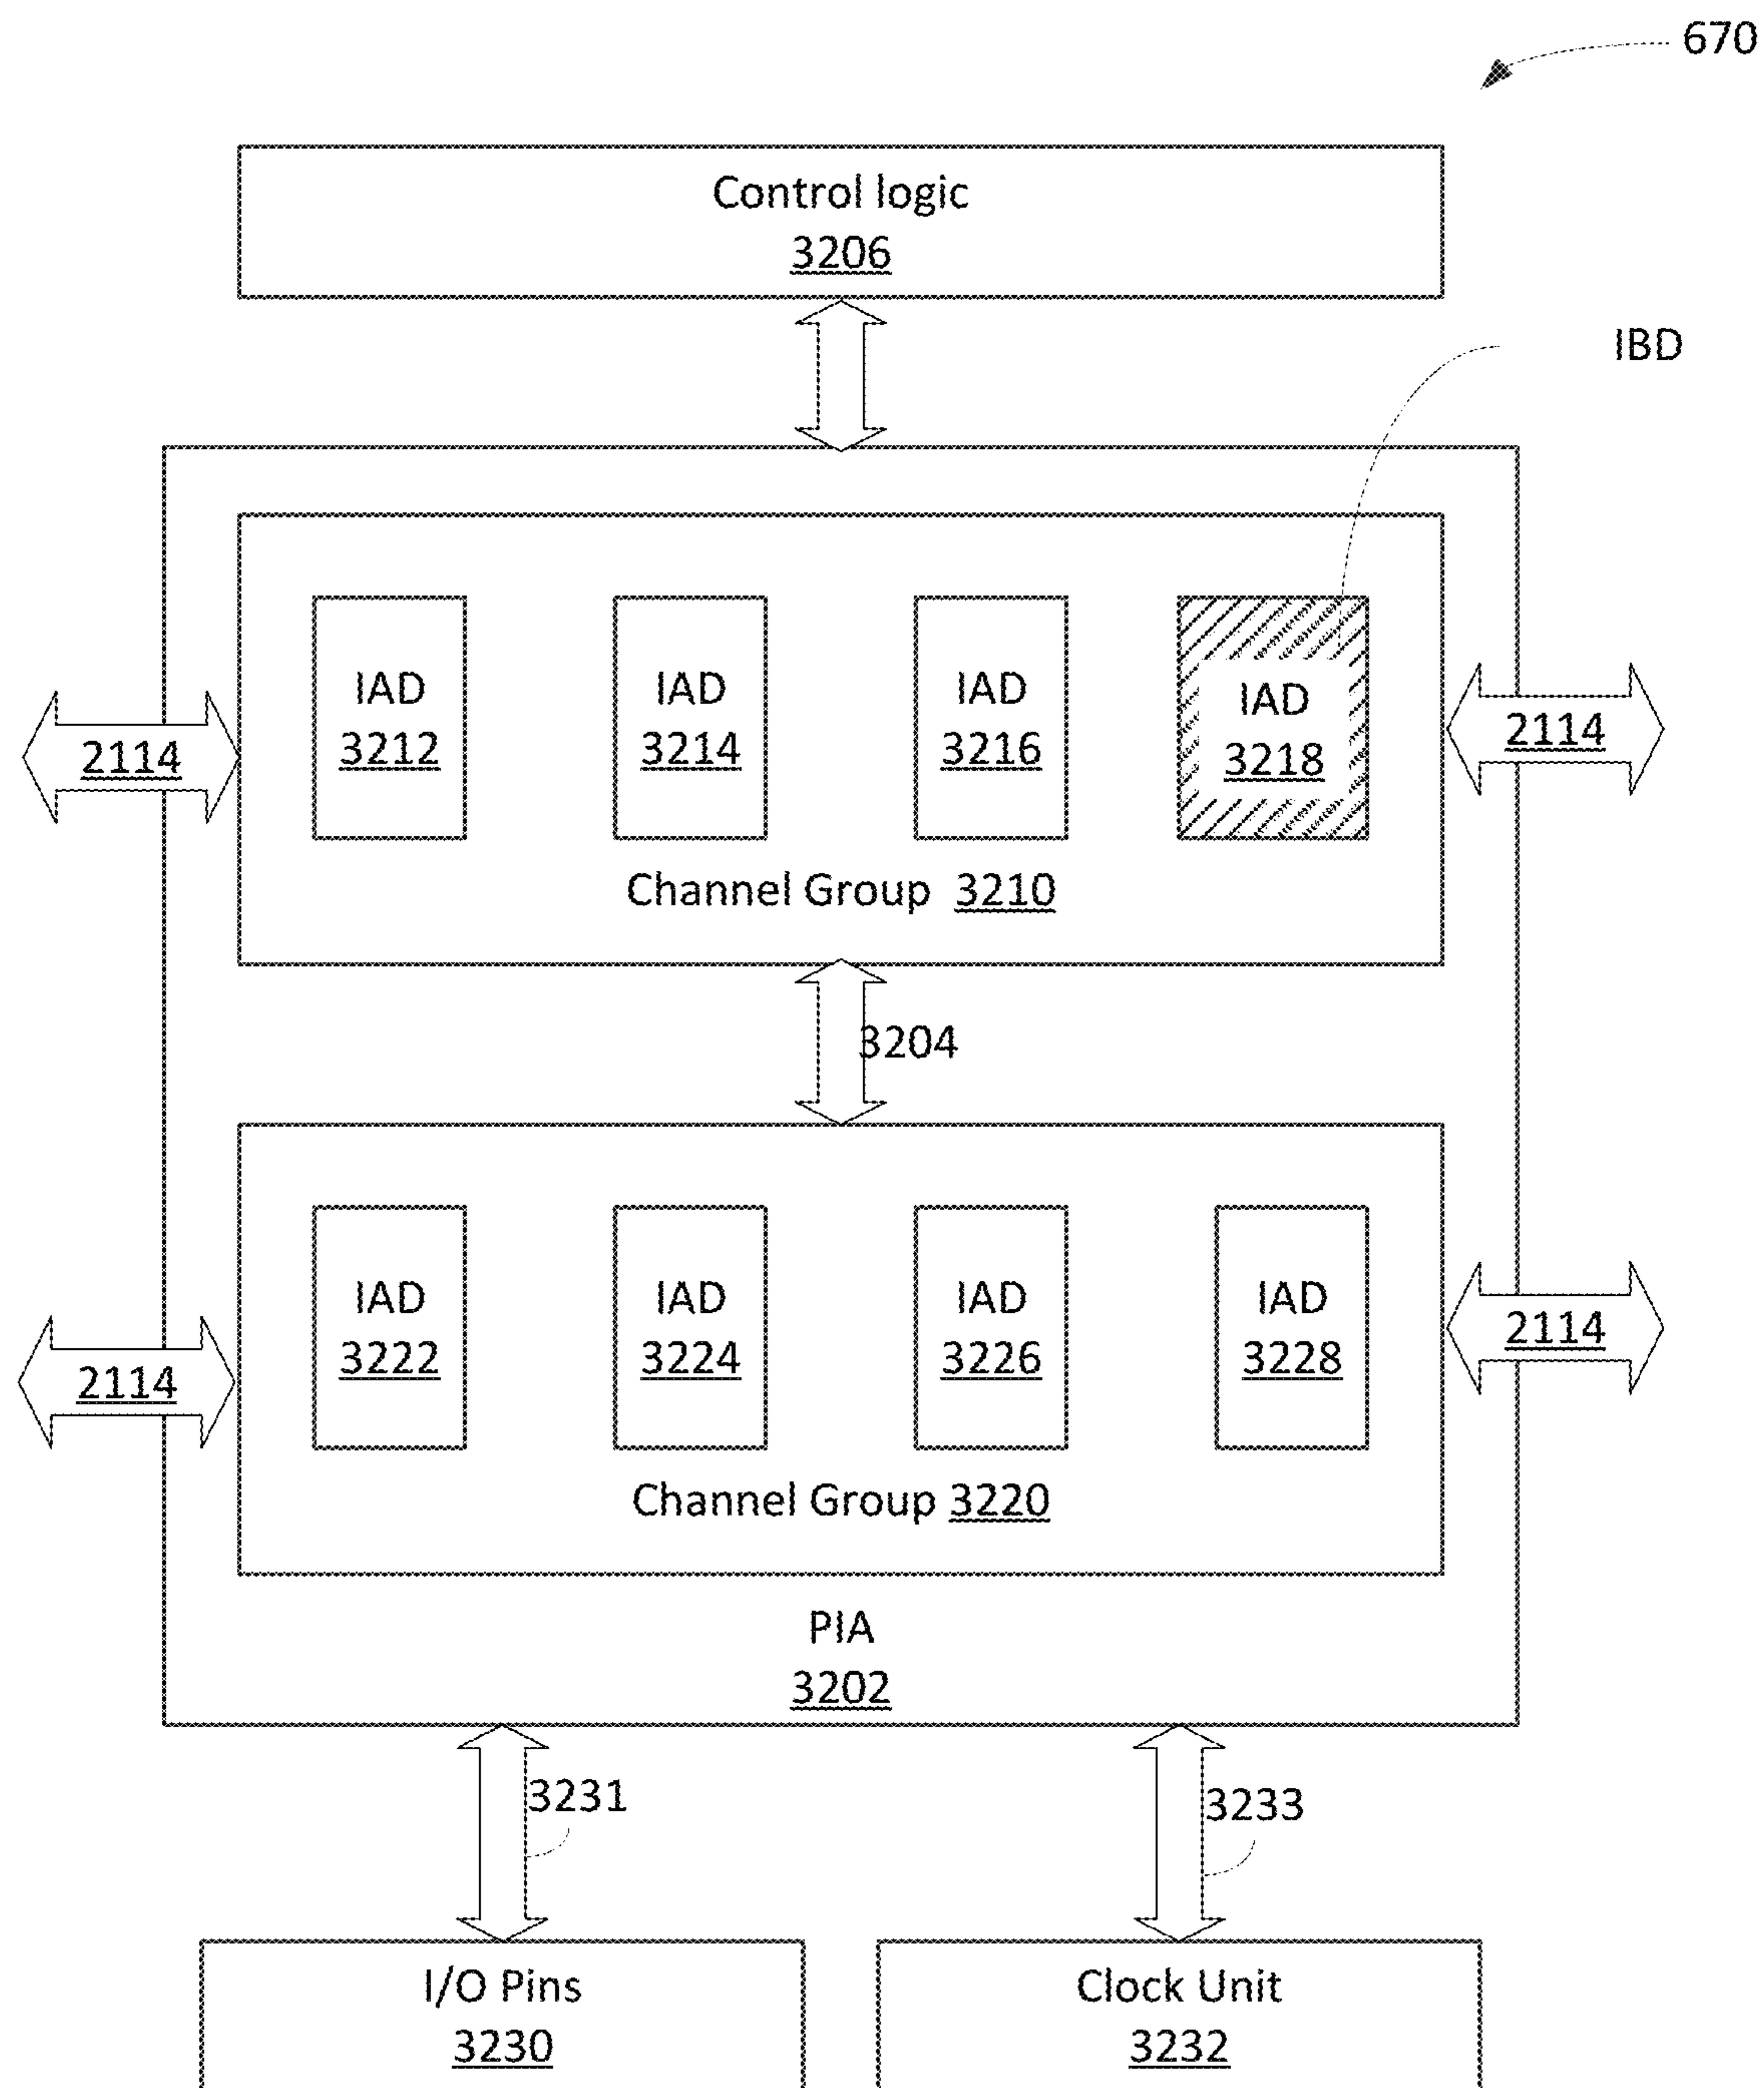 670
Control logic
3206
IBD
IAD
3212
IAD
3214
IAD
3216
IAD
3218
2114
2114
Channel Group 3210
3204
IAD
3222
IAD
3224
IAD
3226
IAD
3228
2114
2114
Channel Group 3220
PIA
3202
3231
3233
I/O Pins
3230
Clock Unit
3232